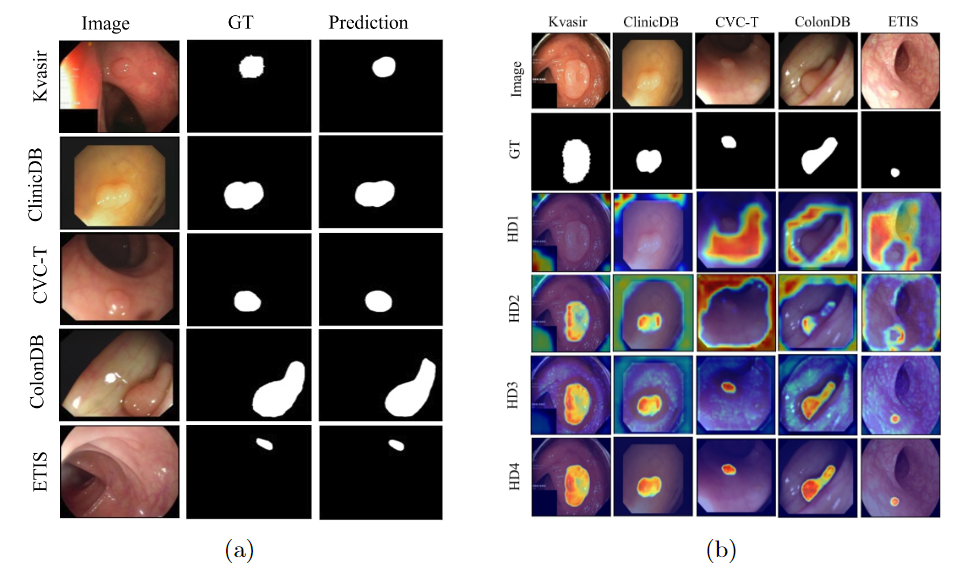 Image GT Prediction
Kvasir
ClinicDB
CVC-T
ColonDB
ETIS
(a)
Kvasir ClinicDB CVC-T ColonDB ETIS
Image
GT
HD1
HD2
HD3
HD4
(b)